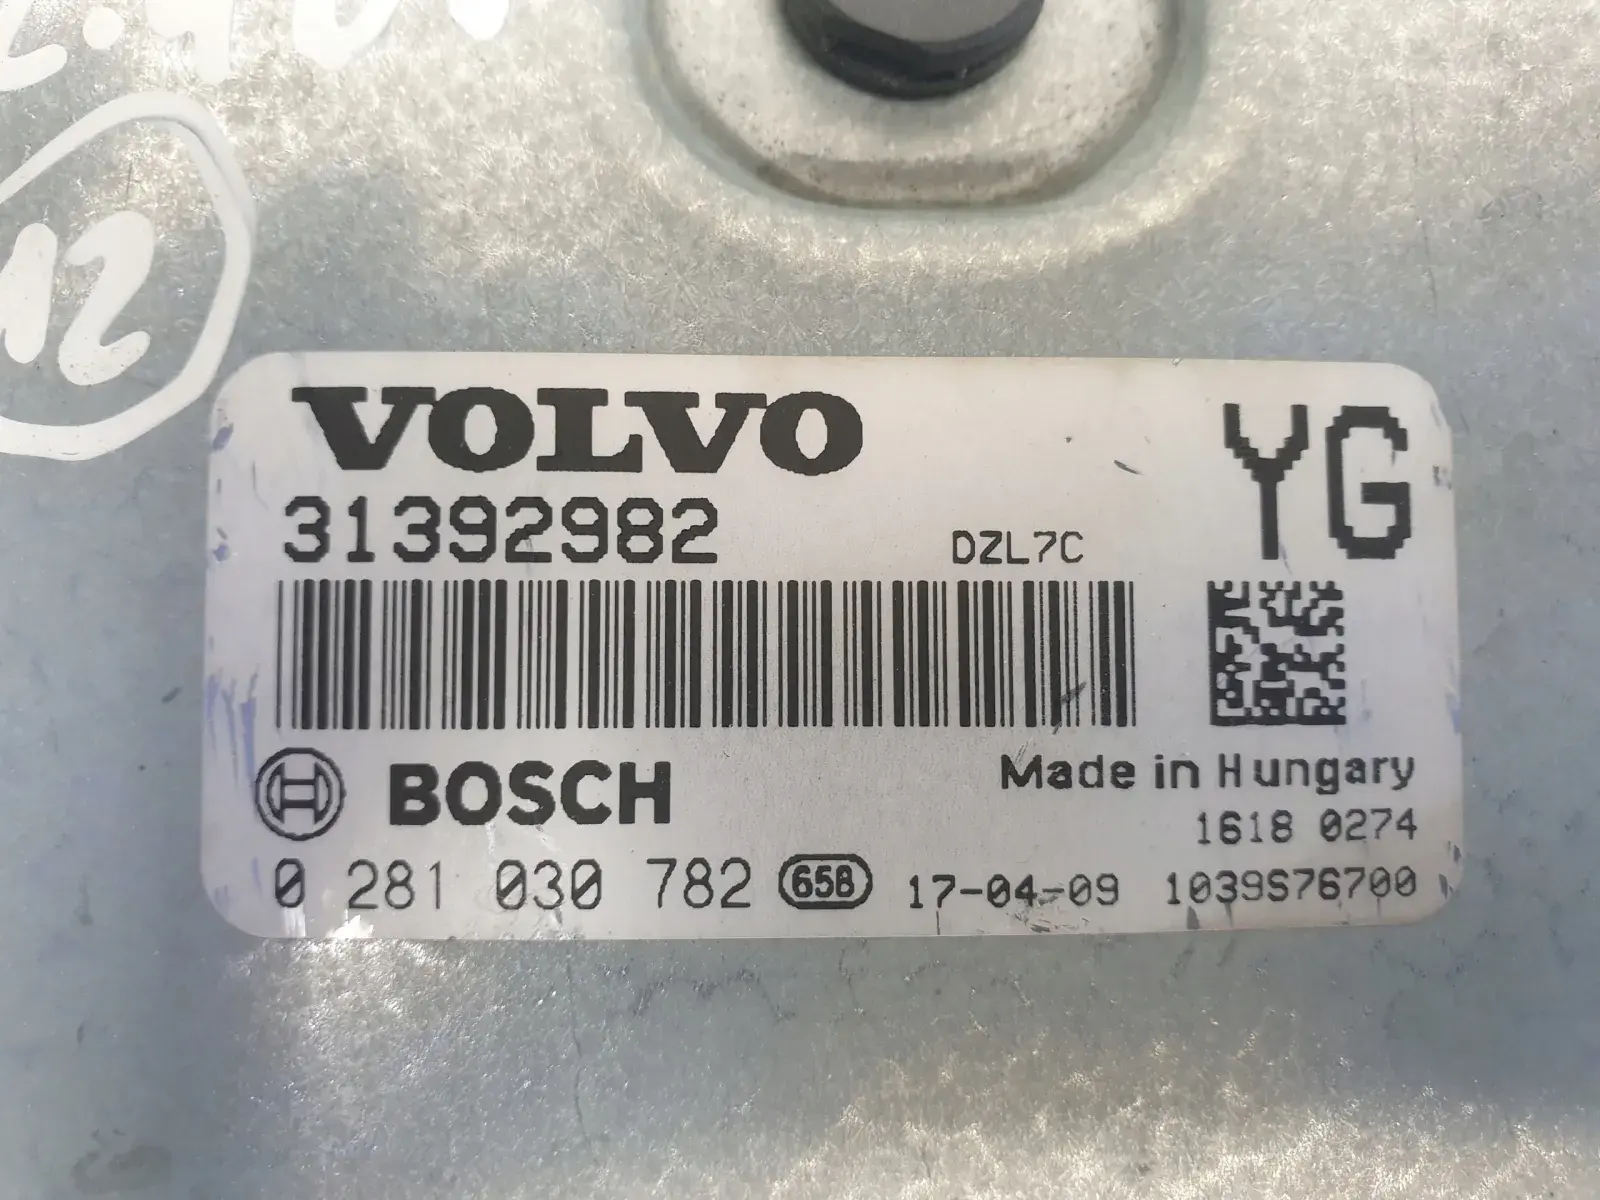 12
VOLVO
YG
31392982 DZL7C
BOSCH
Made in Hungary
1618 0274
0 281 030 782 658 17-04-09 1039S76700